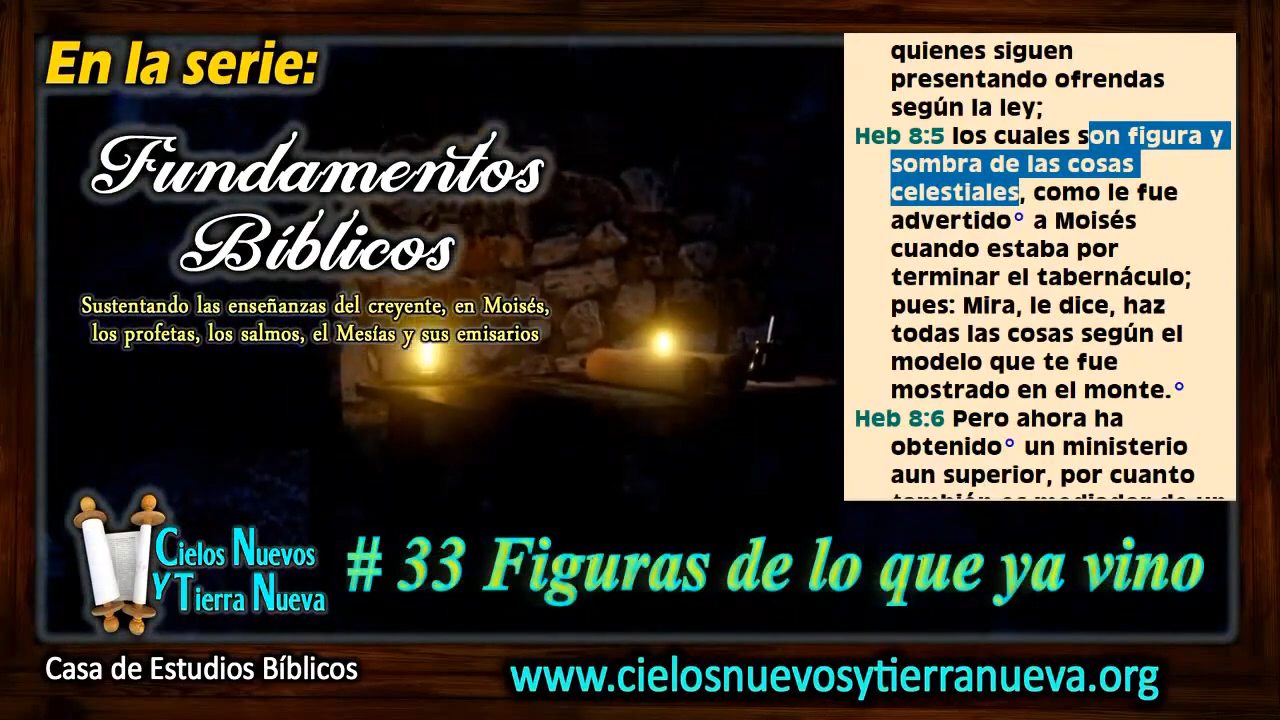 En la serie:
Fundamentos
Bíblicos
Sustentando las enseñanzas del creyente, en Moisés,
los profetas, los salmos, el Mesías y sus emisarios
quienes siguen
presentando ofrendas
según la ley;
Heb 8:5 los cuales son figura y
sombra de las cosas
celestiales, como le fue
advertido° a Moisés
cuando estaba por
terminar el tabernáculo;
pues: Mira, le dice, haz
todas las cosas según el
modelo que te fue
mostrado en el monte.°
Heb 8:6 Pero ahora ha
obtenido° un ministerio
aun superior, por cuanto
también es mediador de un
Cielos Nuevos
Y Tierra Nueva
# 33 Figuras de lo que ya vino
Casa de Estudios Bíblicos
www.cielosnuevosytierranueva.org